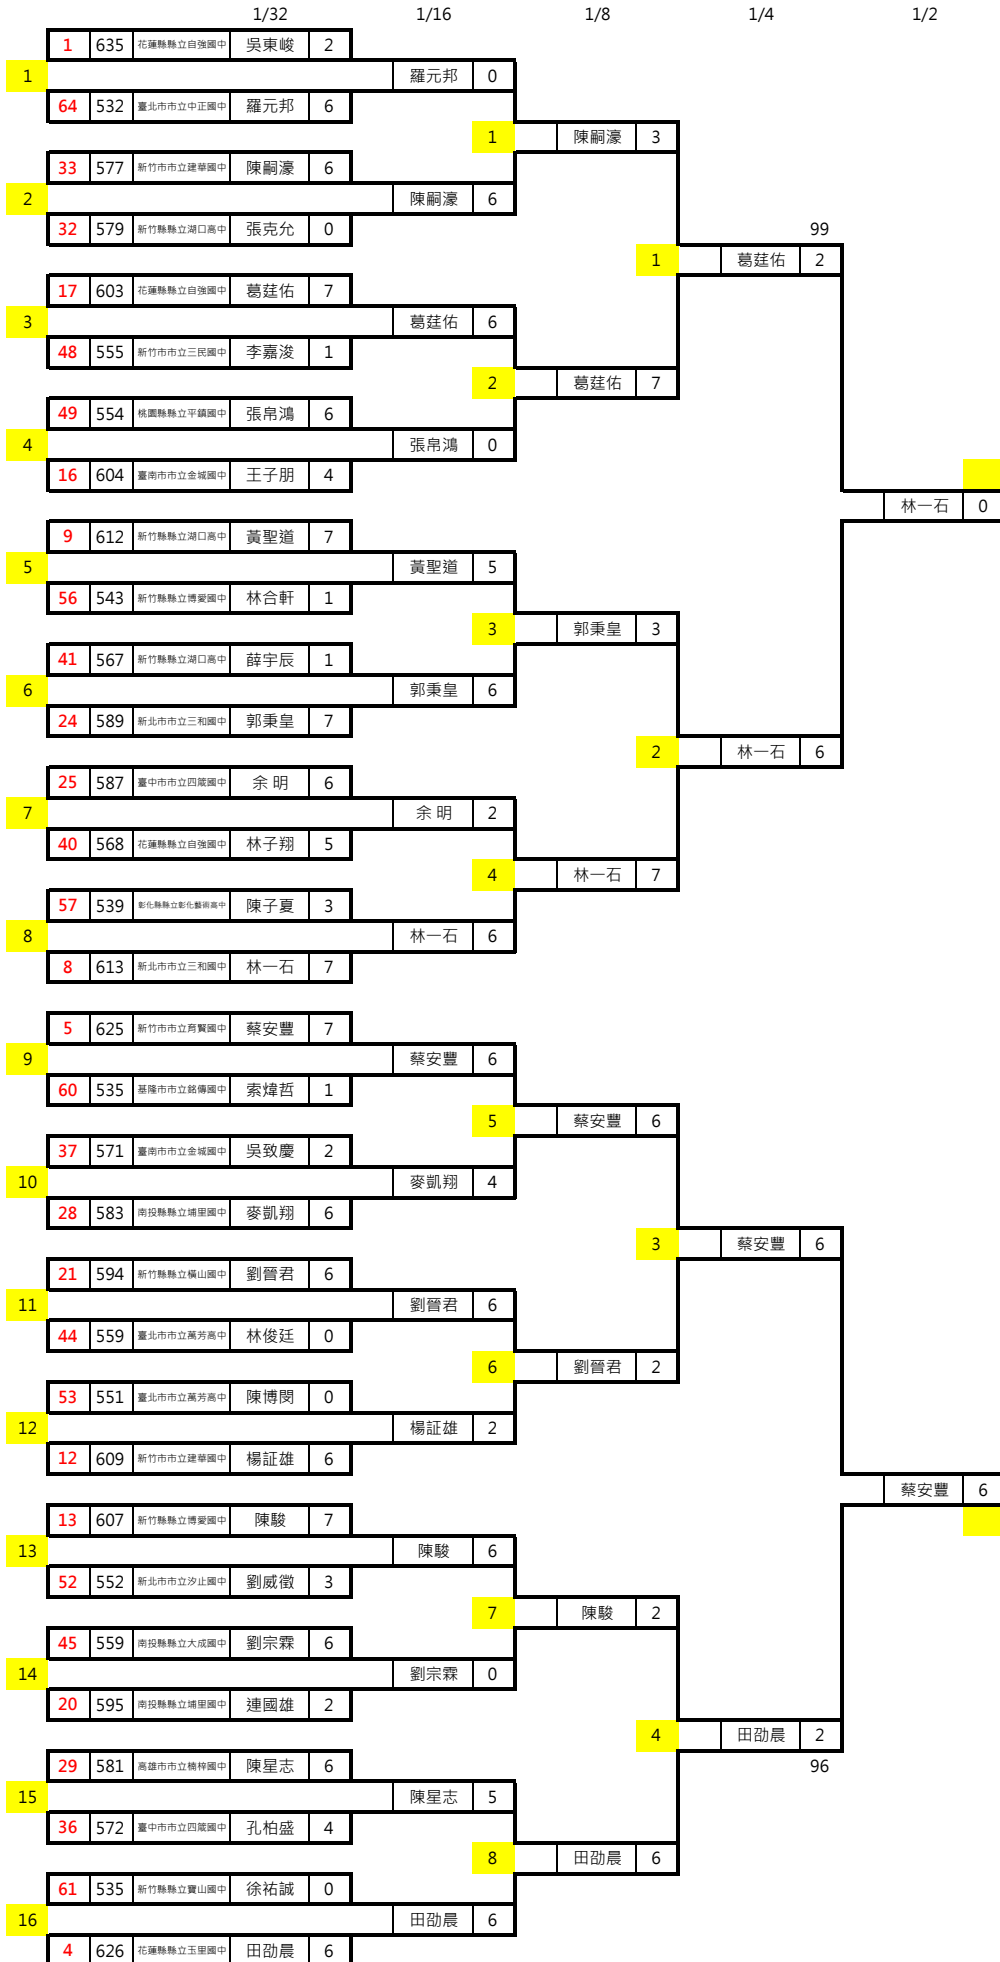 1/32 1/16 1/8 1/4 1/2
1 635 花蓮縣縣立自強國中 吳東峻 2
1 羅元邦 0
64 532 臺北市市立中正國中 羅元邦 6
1 陳嗣濠 3
33 577 新竹市市立建華國中 陳嗣濠 6
2 陳嗣濠 6
32 579 新竹縣縣立湖口高中 張克允 0
99
1 葛莛佑 2
17 603 花蓮縣縣立自強國中 葛莛佑 7
3 葛莛佑 6
48 555 新竹市市立三民國中 李嘉浚 1
2 葛莛佑 7
49 554 桃園縣縣立平鎮國中 張帛鴻 6
4 張帛鴻 0
16 604 臺南市市立金城國中 王子朋 4
林一石 0
9 612 新竹縣縣立湖口高中 黃聖道 7
5 黃聖道 5
56 543 新竹縣縣立博愛國中 林合軒 1
3 郭秉皇 3
41 567 新竹縣縣立湖口高中 薛宇辰 1
6 郭秉皇 6
24 589 新北市市立三和國中 郭秉皇 7
2 林一石 6
25 587 臺中市市立四箴國中 余 明 6
7 余 明 2
40 568 花蓮縣縣立自強國中 林子翔 5
4 林一石 7
57 539 彰化縣縣立彰化藝術高中 陳子夏 3
8 林一石 6
8 613 新北市市立三和國中 林一石 7
5 625 新竹市市立育賢國中 蔡安豐 7
9 蔡安豐 6
60 535 基隆市市立銘傳國中 索煒哲 1
5 蔡安豐 6
37 571 臺南市市立金城國中 吳致慶 2
10 麥凱翔 4
28 583 南投縣縣立埔里國中 麥凱翔 6
3 蔡安豐 6
21 594 新竹縣縣立橫山國中 劉晉君 6
11 劉晉君 6
44 559 臺北市市立萬芳高中 林俊廷 0
6 劉晉君 2
53 551 臺北市市立萬芳高中 陳博閔 0
12 楊証雄 2
12 609 新竹市市立建華國中 楊証雄 6
蔡安豐 6
13 607 新竹縣縣立博愛國中 陳駿 7
13 陳駿 6
52 552 新北市市立汐止國中 劉威徵 3
7 陳駿 2
45 559 南投縣縣立大成國中 劉宗霖 6
14 劉宗霖 0
20 595 南投縣縣立埔里國中 連國雄 2
4 田劭晨 2
29 581 高雄市市立楠梓國中 陳星志 6
96
15 陳星志 5
36 572 臺中市市立四箴國中 孔柏盛 4
8 田劭晨 6
61 535 新竹縣縣立寶山國中 徐祐誠 0
16 田劭晨 6
4 626 花蓮縣縣立玉里國中 田劭晨 6